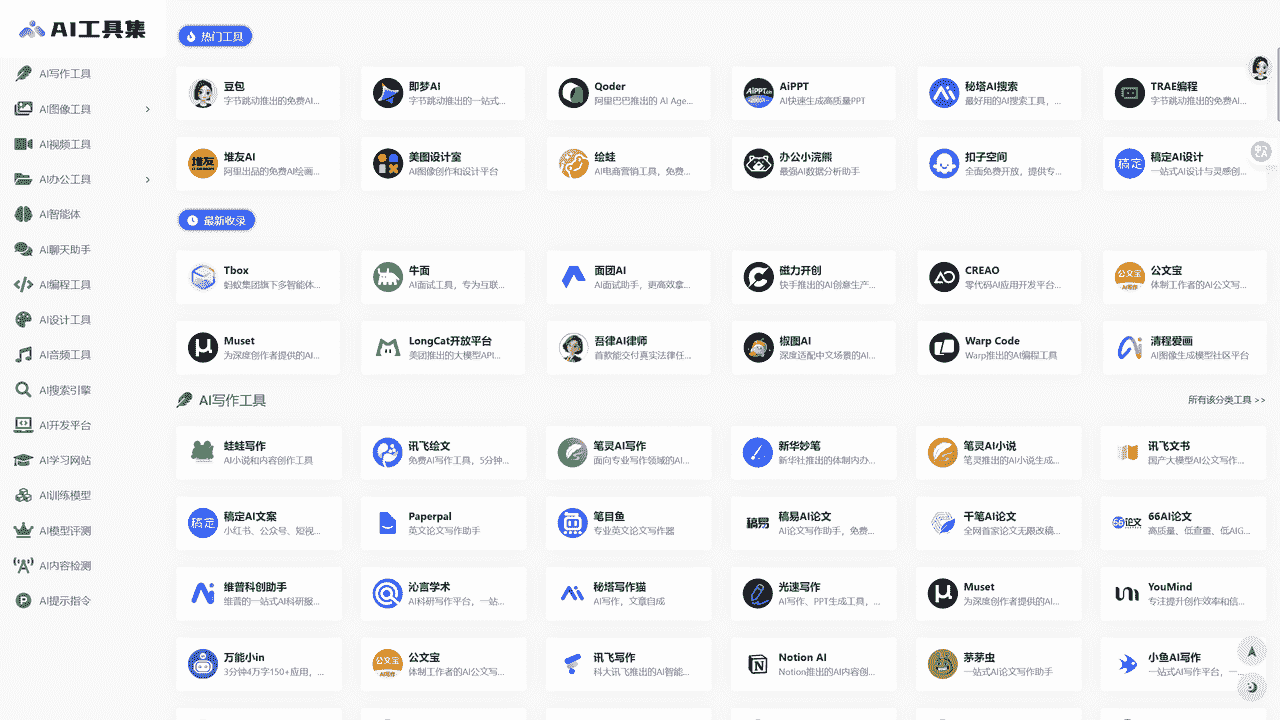 AI工具集
AI写作工具
AI图像工具
AI视频工具
AI办公工具
AI智能体
AI聊天助手
AI编程工具
AI设计工具
AI音频工具
AI搜索引擎
AI开发平台
AI学习网站
AI训练模型
AI模型评测
AI内容检测
AI提示指令
热门工具
豆包
字节跳动推出的免费AI...
即梦AI
字节跳动推出的一站式...
Qoder
阿里巴巴推出的 AI Age...
AiPPT
AI快速生成高质量PPT
秘塔AI搜索
最好用的AI搜索工具，...
TRAE编程
字节跳动推出的免费AI...
堆友AI
阿里出品的免费AI绘画...
美图设计室
AI图像创作和设计平台
绘蛙
AI电商营销工具，免费...
办公小浣熊
最强AI数据分析助手
扣子空间
全面免费开放，提供专...
稿定AI设计
一站式AI设计与灵感创...
最新收录
Tbox
蚂蚁集团旗下多智能体...
牛面
AI面试工具，专为互联...
面团AI
AI面试助手，更高效拿...
磁力开创
快手推出的AI创意生产...
CREAO
零代码AI应用开发平台...
公文宝
体制工作者的AI公文写...
Muset
为深度创作者提供的AI...
LongCat开放平台
美团推出的大模型API...
吾律AI律师
首款能交付真实法律任...
椒图AI
深度适配中文场景的AI...
Warp Code
Warp推出的AI编程工具
清程爱画
AI图像生成模型社区平台
AI写作工具
所有该分类工具 >>
蛙蛙写作
AI小说和内容创作工具
讯飞绘文
免费AI写作工具，5分钟...
笔灵AI写作
面向专业写作领域的AI...
新华妙笔
新华社推出的体制内办...
笔灵AI小说
笔灵推出的AI小说生成...
讯飞文书
国产大模型AI公文写作...
稿定AI文案
小红书、公众号、短视...
Paperpal
英文论文写作助手
笔目鱼
专业英文论文写作器
稿易AI论文
AI论文写作助手，免费...
千笔AI论文
全网首家论文无限改稿...
66AI论文
高质量、低查重、低AIG...
维普科创助手
维普的一站式AI科研服...
沁言学术
AI科研写作平台，一站...
秘塔写作猫
AI写作，文章自成
光速写作
AI写作、PPT生成工具，...
Muset
为深度创作者提供的AI...
YouMind
专注提升创作效率和信...
万能小in
3分钟4万字150+应用，...
公文宝
体制工作者的AI公文写...
讯飞写作
科大讯飞推出的AI智能...
Notion AI
Notion推出的AI内容创...
茅茅虫
一站式AI论文写作助手
小鱼AI写作
一站式AI写作平台，一...